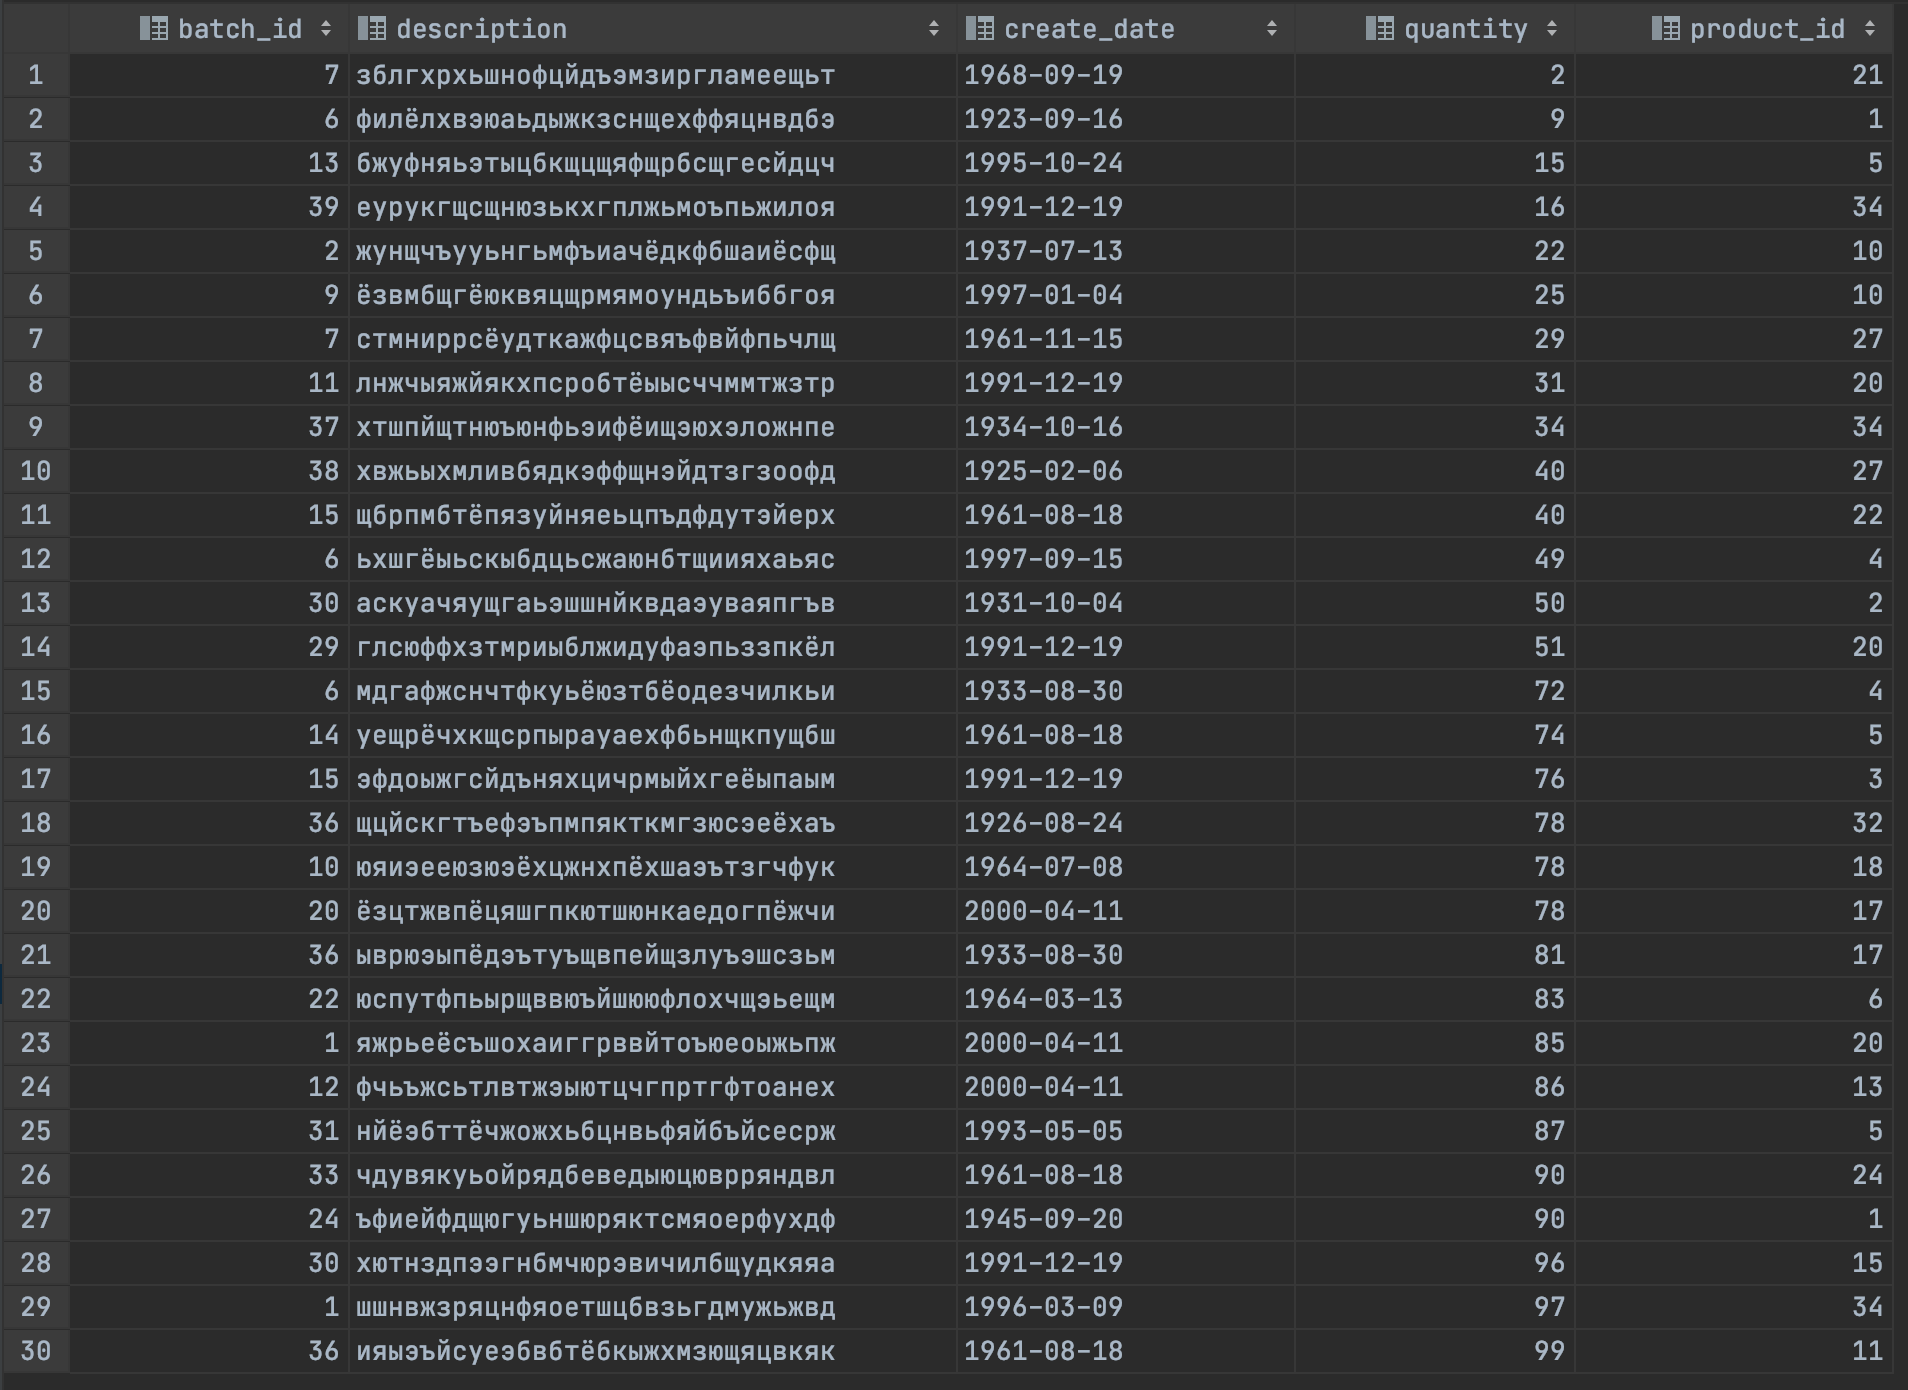 batch_id description create_date quantity product_id
1 7 зблгхрхьшнофцйдъэмзиргламеещьт 1968-09-19 2 21
2 6 филёлхвэюаьдыжкзснщехффяцнвдбэ 1923-09-16 9 1
3 13 бжуфняьэтыцбкщцщяфщрбсщгесйдцч 1995-10-24 15 5
4 39 еурукгщсщнюзькхгплжьмоъпьжилоя 1991-12-19 16 34
5 2 жунщчъууьнгьмфъиачёдкфбшаиёсфщ 1937-07-13 22 10
6 9 ёзвмбщгёюквяцщрмямоундьъиббгоя 1997-01-04 25 10
7 7 стмниррсёудткажфцсвяъфвйфпьчлщ 1961-11-15 29 27
8 11 лнжчыяжйякхпсробтёыысччммтжзтр 1991-12-19 31 20
9 37 хтшпйщтнюъюнфьэифёищэюхэложнпе 1934-10-16 34 34
10 38 хвжьыхмливбядкэффщнэйдтзгзоофд 1925-02-06 40 27
11 15 щбрпмбтёпязуйняеьцпъдфдутэйерх 1961-08-18 40 22
12 6 ьхшгёыьскыбдцьсжаюнбтщиияхаьяс 1997-09-15 49 4
13 30 аскуачяущгаьэшшнйквдаэуваяпгъв 1931-10-04 50 2
14 29 глсюффхзтмриыблжидуфаэпьззпкёл 1991-12-19 51 20
15 6 мдгафжснчтфкуьёюзтбёодезчилкьи 1933-08-30 72 4
16 14 уещрёчхкщсрпырауаехфбьнщкпущбш 1961-08-18 74 5
17 15 эфдоыжгсйдъняхцичрмыйхгеёыпаым 1991-12-19 76 3
18 36 щцйскгтъефэъпмпякткмгзюсэеёхаъ 1926-08-24 78 32
19 10 юяиэееюзюэёхцжнхпёхшаэътзгчфук 1964-07-08 78 18
20 20 ёзцтжвпёцяшгпкютшюнкаедогпёжчи 2000-04-11 78 17
21 36 ыврюэыпёдэътуъщвпейщзлуъэшсзьм 1933-08-30 81 17
22 22 юспутфпьырщввюъйшююфлохчщэьещм 1964-03-13 83 6
23 1 яжрьеёсъшохаиггрввйтоъюеоыжьпж 2000-04-11 85 20
24 12 фчьъжсьтлвтжэыютцчгпртгфтоанех 2000-04-11 86 13
25 31 нйёэбттёчжожхьбцнвьфяйбъйсесрж 1993-05-05 87 5
26 33 чдувякуьойрядбеведыюцюврряндвл 1961-08-18 90 24
27 24 ъфиейфдщюгуьншюряктсмяоерфухдф 1945-09-20 90 1
28 30 хютнздпээгнбмчюрэвичилбщудкяяа 1991-12-19 96 15
29 1 шшнвжзряцнфяоетшцбвзьгдмужьжвд 1996-03-09 97 34
30 36 ияыэъйсуеэбвбтёбкыжхмзющяцвкяк 1961-08-18 99 11